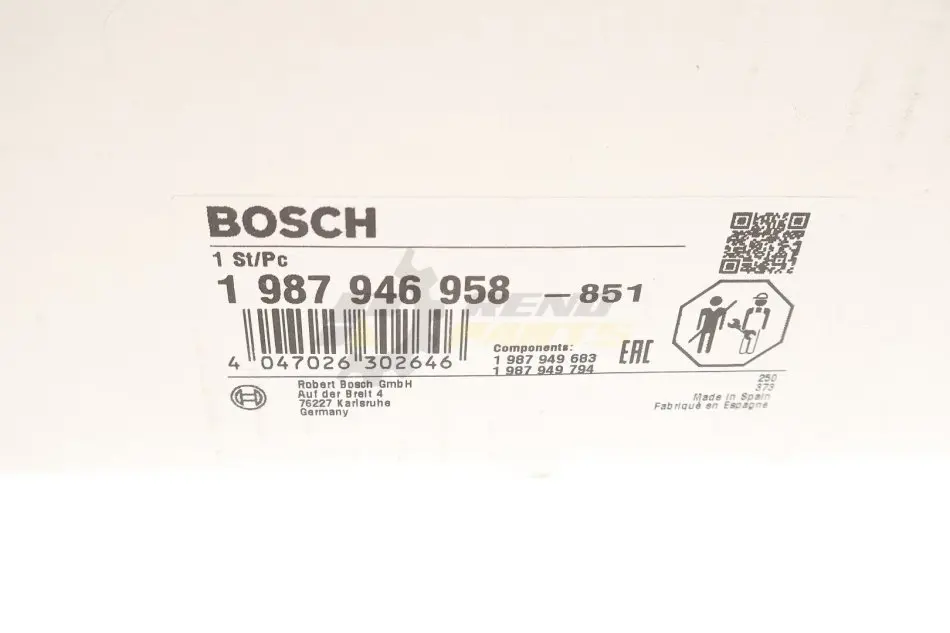 BOSCH
1 St/Pc
1 987 946 958 – 851
4 047026 302646
Components:
1 987 949 683
1 987 949 794
EAC
Robert Bosch GmbH
Auf der Breit 4
76227 Karlsruhe
Germany
250
373
Made in Spain
Fabriqué en Espagne